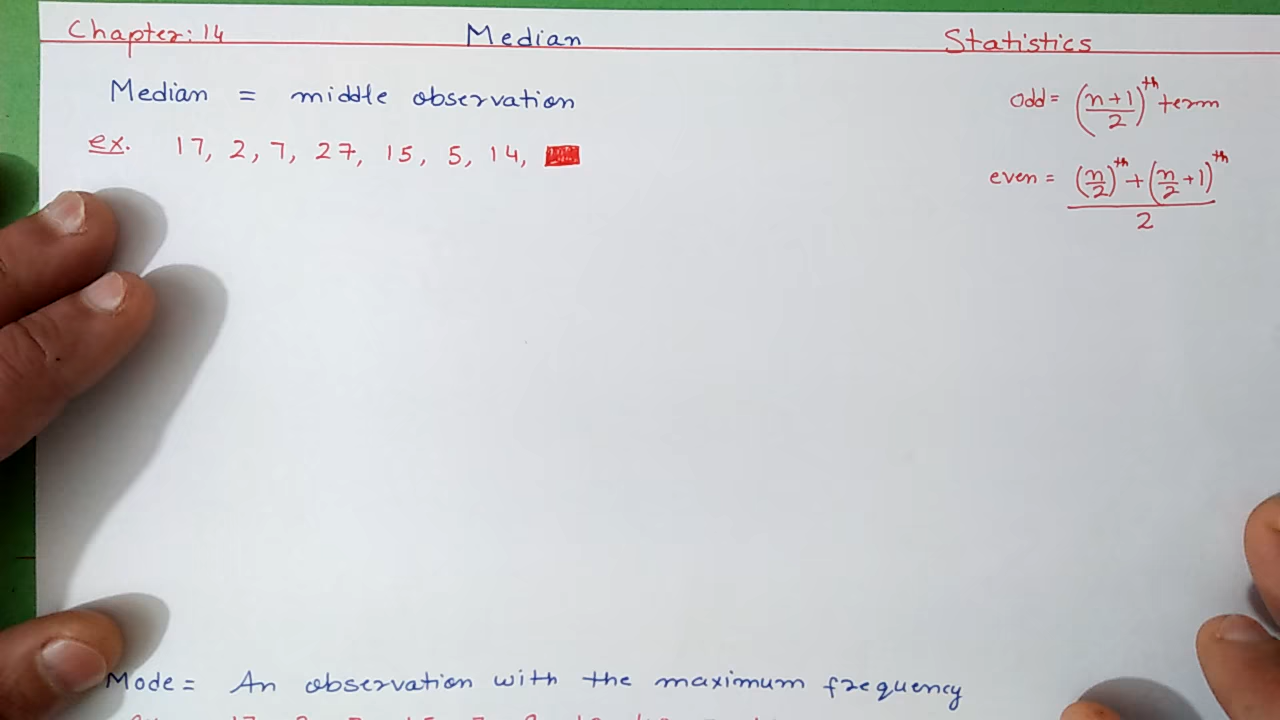 Chapter: 14 Median Statistics
Median = middle observation
odd = (n+1/2)^th term
ex. 17, 2, 7, 27, 15, 5, 14,
even = (n/2)^th + (n/2 + 1)^th / 2
Mode = An observation with the maximum frequency